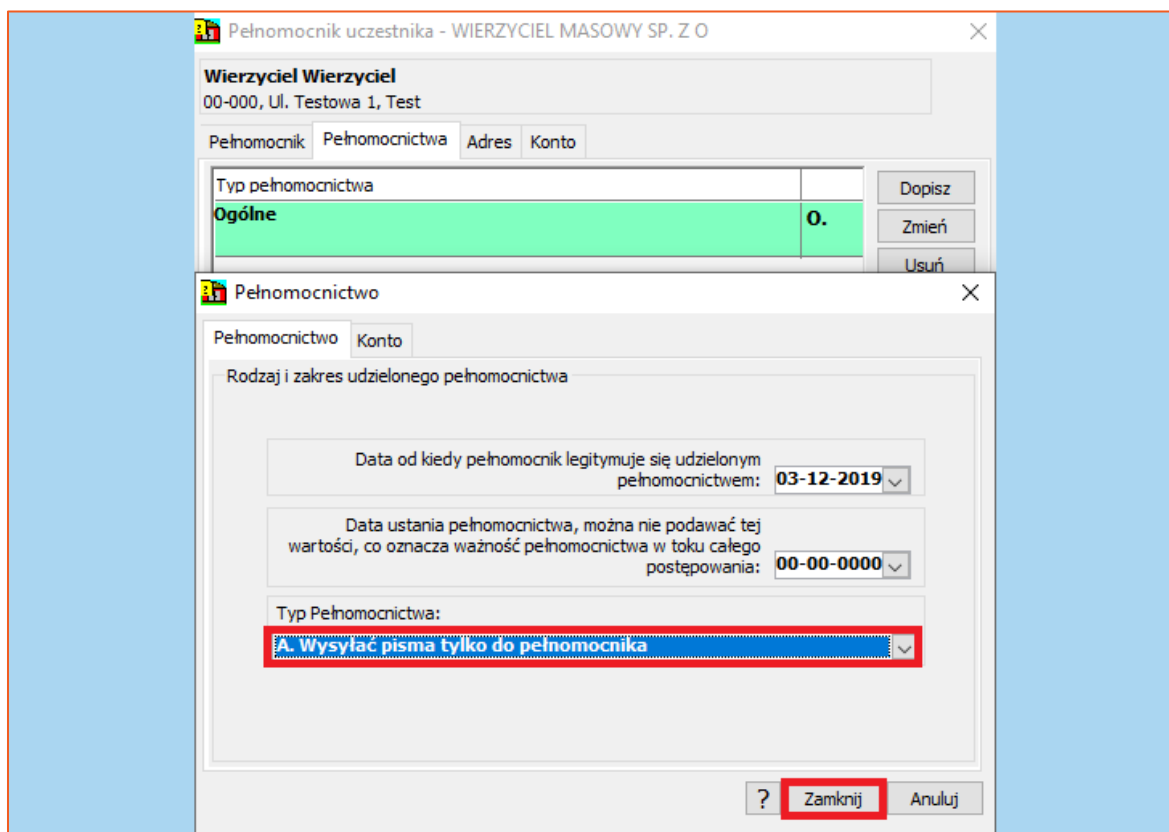 Pełnomocnik uczestnika - WIERZYCIEL MASOWY SP. Z O
Wierzyciel Wierzyciel
00-000, Ul. Testowa 1, Test
Pełnomocnik Pełnomocnictwa Adres Konto
Typ pełnomocnictwa
Dopisz
Ogólne O.
Zmień
Usuń
Pełnomocnictwo
Pełnomocnictwo Konto
Rodzaj i zakres udzielonego pełnomocnictwa
Data od kiedy pełnomocnik legitymuje się udzielonym
pełnomocnictwem: 03-12-2019
Data ustania pełnomocnictwa, można nie podawać tej
wartości, co oznacza ważność pełnomocnictwa w toku całego
postępowania: 00-00-0000
Typ Pełnomocnictwa:
A. Wysyłać pisma tylko do pełnomocnika
? Zamknij Anuluj